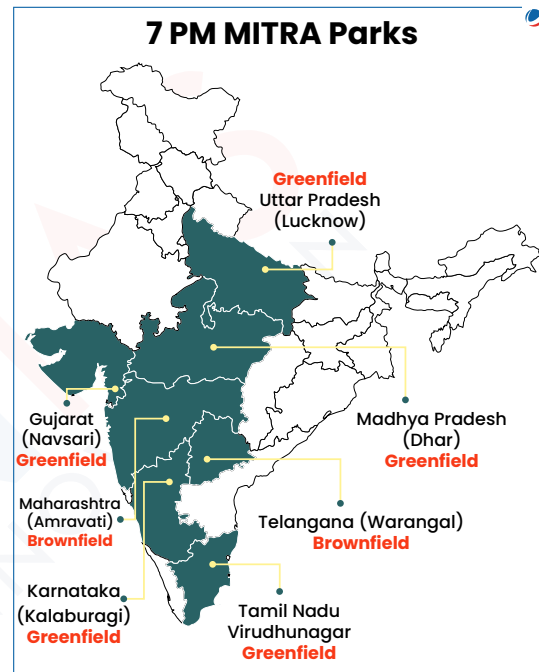 7 PM MITRA Parks
Greenfield
Uttar Pradesh
(Lucknow)
Gujarat
(Navsari)
Greenfield
Madhya Pradesh
(Dhar)
Greenfield
Maharashtra
(Amravati)
Brownfield
Telangana (Warangal)
Brownfield
Karnataka
(Kalaburagi)
Greenfield
Tamil Nadu
Virudhunagar
Greenfield